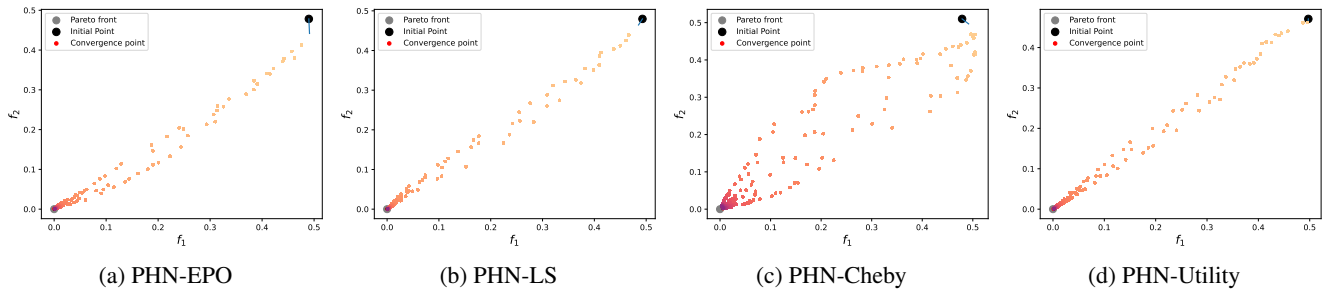 Pareto front
Initial Point
Convergence point
0.5
0.4
0.3
0.2
0.1
0.0
f2
0.0 0.1 0.2 0.3 0.4 0.5
f1
(a) PHN-EPO
Pareto front
Initial Point
Convergence point
0.5
0.4
0.3
0.2
0.1
0.0
f2
0.0 0.1 0.2 0.3 0.4 0.5
f1
(b) PHN-LS
Pareto front
Initial Point
Convergence point
0.5
0.4
0.3
0.2
0.1
0.0
f2
0.0 0.1 0.2 0.3 0.4 0.5
f1
(c) PHN-Cheby
Pareto front
Initial Point
Convergence point
0.4
0.3
0.2
0.1
0.0
f2
0.0 0.1 0.2 0.3 0.4 0.5
f1
(d) PHN-Utility